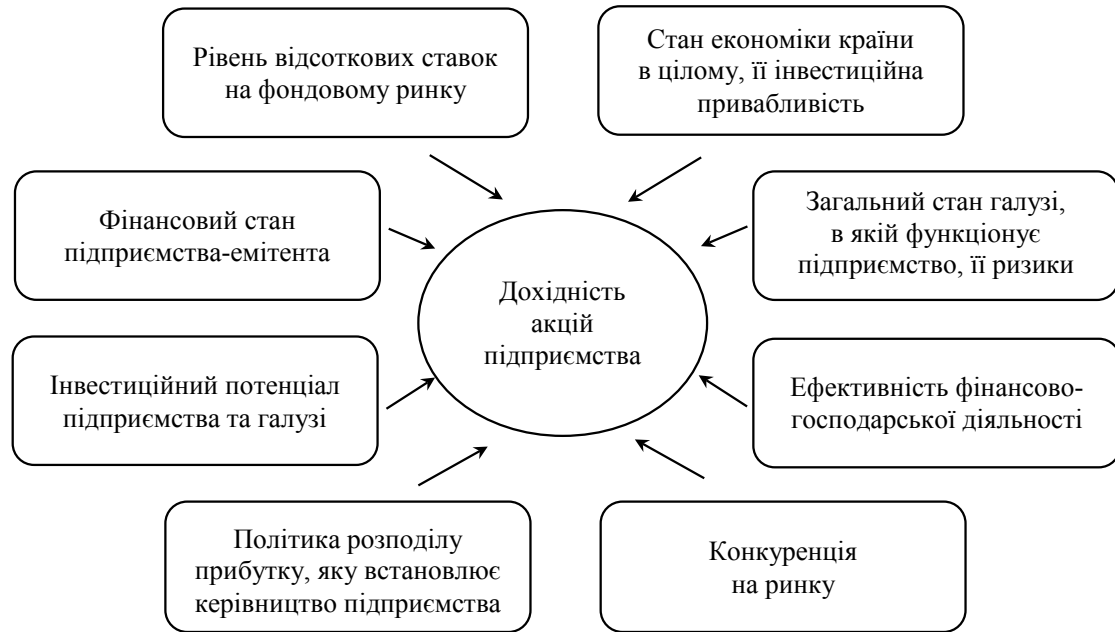 Рівень відсоткових ставок
на фондовому ринку
Стан економіки країни
в цілому, її інвестиційна
привабливість
Фінансовий стан
підприємства-емітента
Загальний стан галузі,
в якій функціонує
підприємство, її ризики
Дохідність
акцій
підприємства
Інвестиційний потенціал
підприємства та галузі
Ефективність фінансово-
господарської діяльності
Політика розподілу
прибутку, яку встановлює
керівництво підприємства
Конкуренція
на ринку